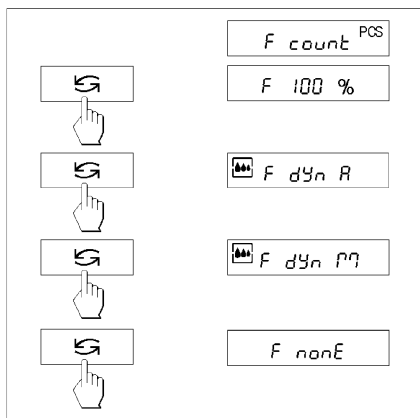 F count PCS
F 100 %
F dYn A
F dYn M
F nonE